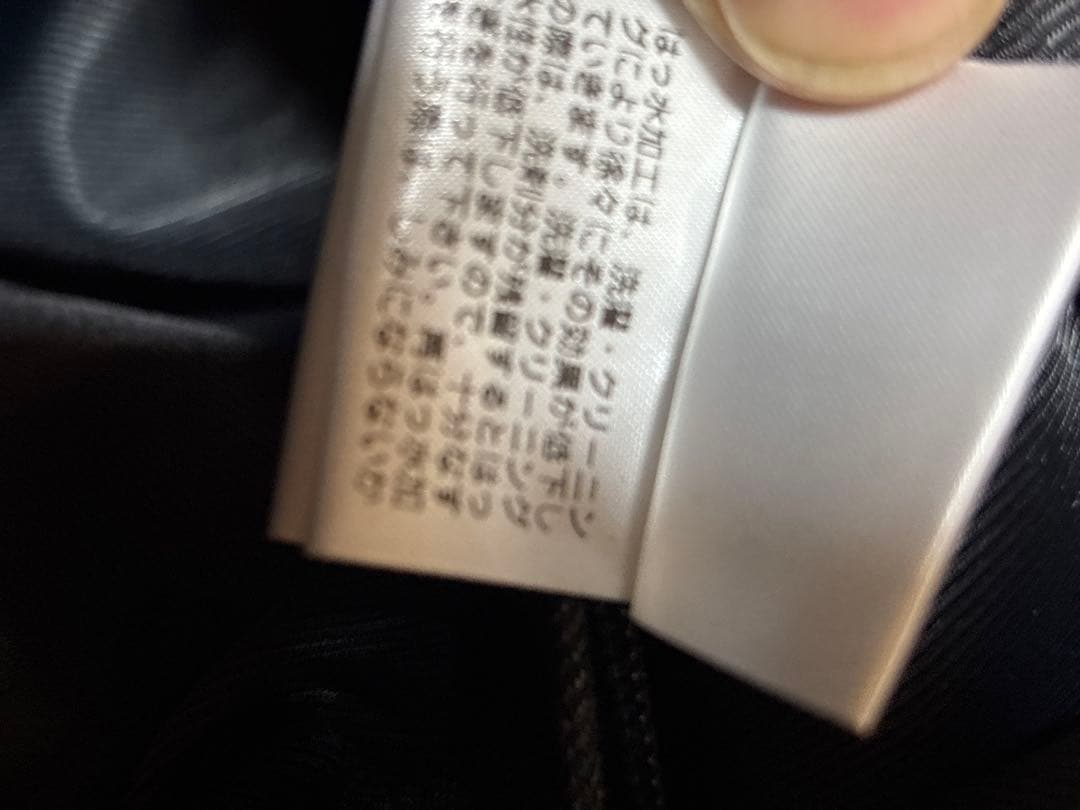 はっ水加工は、洗濯・クリーニン
グにより徐々にその効果が低下し
ていきます。洗濯・クリーニング
の際は、洗剤分が残留するとはっ
水性が低下しますので、十分なす
すぎを行って下さい。再はっ水加
しみにならないか